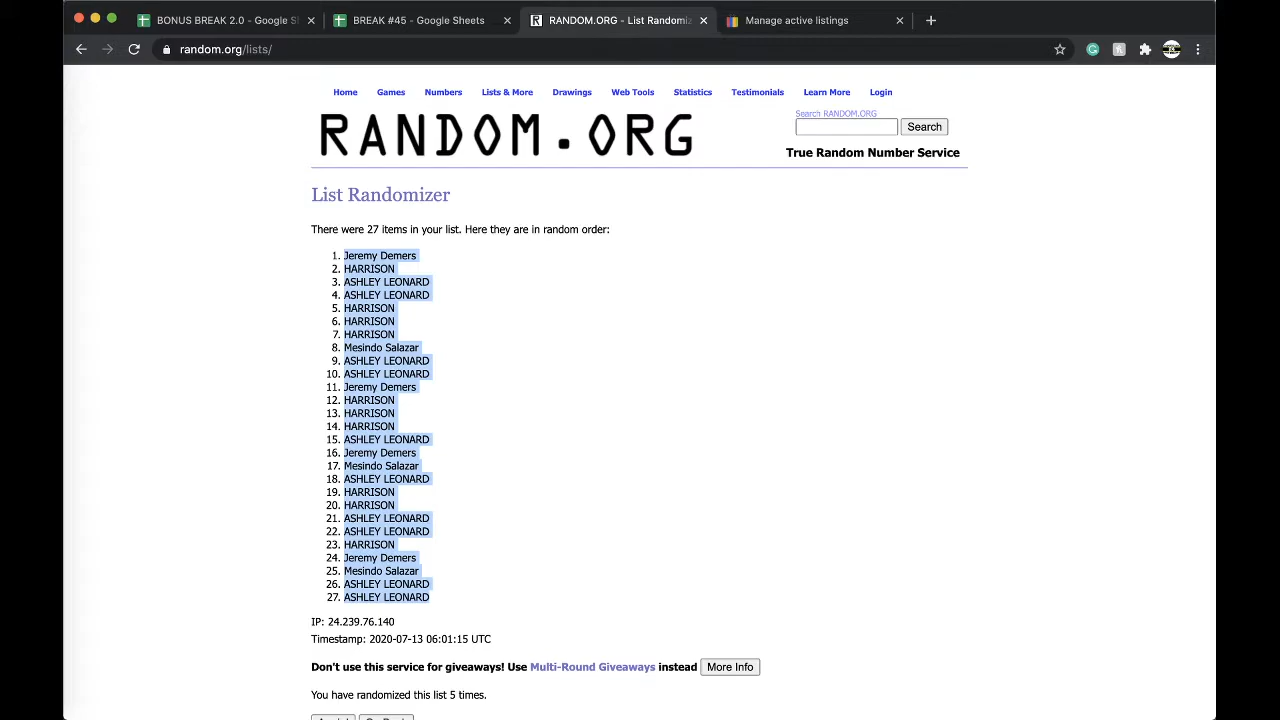 BONUS BREAK 2.0 - Google S
BREAK #45 - Google Sheets
RANDOM.ORG - List Randomiz
Manage active listings
random.org/lists/
Home Games Numbers Lists & More Drawings Web Tools Statistics Testimonials Learn More Login
RANDOM.ORG
Search RANDOM.ORG
Search
True Random Number Service
List Randomizer
There were 27 items in your list. Here they are in random order:
1. Jeremy Demers
2. HARRISON
3. ASHLEY LEONARD
4. ASHLEY LEONARD
5. HARRISON
6. HARRISON
7. HARRISON
8. Mesindo Salazar
9. ASHLEY LEONARD
10. ASHLEY LEONARD
11. Jeremy Demers
12. HARRISON
13. HARRISON
14. HARRISON
15. ASHLEY LEONARD
16. Jeremy Demers
17. Mesindo Salazar
18. ASHLEY LEONARD
19. HARRISON
20. HARRISON
21. ASHLEY LEONARD
22. ASHLEY LEONARD
23. HARRISON
24. Jeremy Demers
25. Mesindo Salazar
26. ASHLEY LEONARD
27. ASHLEY LEONARD
IP: 24.239.76.140
Timestamp: 2020-07-13 06:01:15 UTC
Don't use this service for giveaways! Use Multi-Round Giveaways instead More Info
You have randomized this list 5 times.